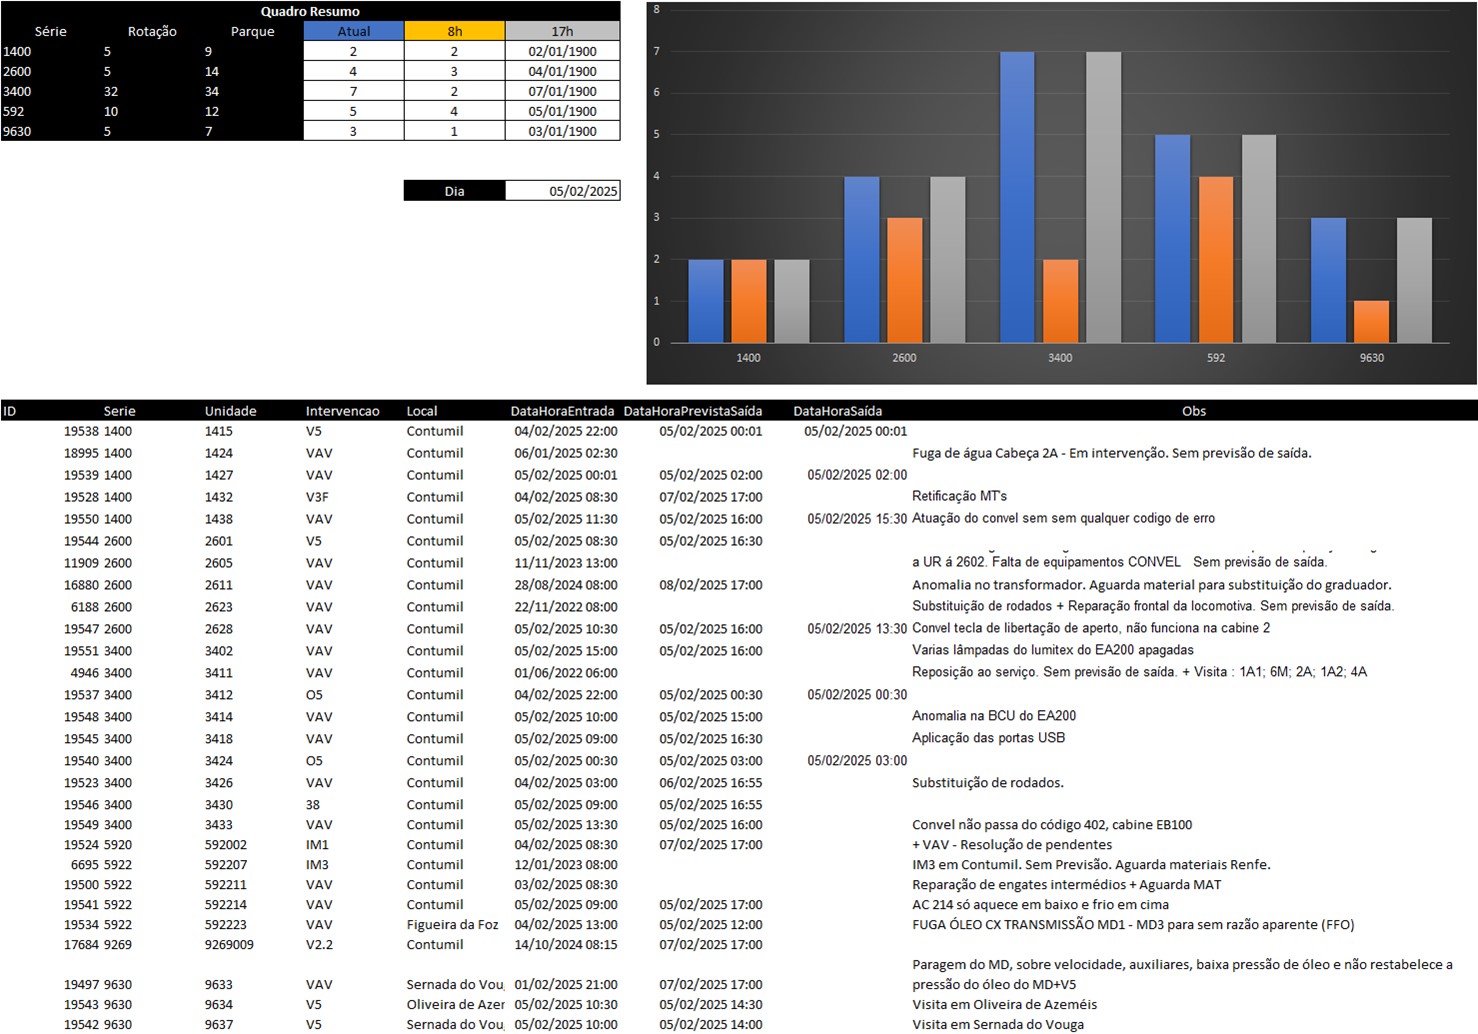 Quadro Resumo
Série Rotação Parque Atual 8h 17h
1400 5 9 2 2 02/01/1900
2600 5 14 4 3 04/01/1900
3400 32 34 7 2 07/01/1900
592 10 12 5 4 05/01/1900
9630 5 7 3 1 03/01/1900
Dia 05/02/2025
8
7
6
5
4
3
2
1
0
1400 2600 3400 592 9630
ID Serie Unidade Intervencao Local DataHoraEntrada DataHoraPrevistaSaída DataHoraSaída Obs
19538 1400 1415 V5 Contumil 04/02/2025 22:00 05/02/2025 00:01 05/02/2025 00:01
18995 1400 1424 VAV Contumil 06/01/2025 02:30 Fuga de água Cabeça 2A - Em intervenção. Sem previsão de saída.
19539 1400 1427 VAV Contumil 05/02/2025 00:01 05/02/2025 02:00 05/02/2025 02:00
19528 1400 1432 V3F Contumil 04/02/2025 08:30 07/02/2025 17:00 Retificação MT's
19550 1400 1438 VAV Contumil 05/02/2025 11:30 05/02/2025 16:00 05/02/2025 15:30 Atuação do convel sem sem qualquer codigo de erro
19544 2600 2601 V5 Contumil 05/02/2025 08:30 05/02/2025 16:30
11909 2600 2605 VAV Contumil 11/11/2023 13:00 a UR á 2602. Falta de equipamentos CONVEL Sem previsão de saída.
16880 2600 2611 VAV Contumil 28/08/2024 08:00 08/02/2025 17:00 Anomalia no transformador. Aguarda material para substituição do graduador.
6188 2600 2623 VAV Contumil 22/11/2022 08:00 Substituição de rodados + Reparação frontal da locomotiva. Sem previsão de saída.
19547 2600 2628 VAV Contumil 05/02/2025 10:30 05/02/2025 16:00 05/02/2025 13:30 Convel tecla de libertação de aperto, não funciona na cabine 2
19551 3400 3402 VAV Contumil 05/02/2025 15:00 05/02/2025 16:00 Varias lâmpadas do lumitex do EA200 apagadas
4946 3400 3411 VAV Contumil 01/06/2022 06:00 Reposição ao serviço. Sem previsão de saída. + Visita : 1A1; 6M; 2A; 1A2; 4A
19537 3400 3412 O5 Contumil 04/02/2025 22:00 05/02/2025 00:30 05/02/2025 00:30
19548 3400 3414 VAV Contumil 05/02/2025 10:00 05/02/2025 15:00 Anomalia na BCU do EA200
19545 3400 3418 VAV Contumil 05/02/2025 09:00 05/02/2025 16:30 Aplicação das portas USB
19540 3400 3424 O5 Contumil 05/02/2025 00:30 05/02/2025 03:00 05/02/2025 03:00
19523 3400 3426 VAV Contumil 04/02/2025 03:00 06/02/2025 16:55 Substituição de rodados.
19546 3400 3430 38 Contumil 05/02/2025 09:00 05/02/2025 16:55
19549 3400 3433 VAV Contumil 05/02/2025 13:30 05/02/2025 16:00 Convel não passa do código 402, cabine EB100
19524 5920 592002 IM1 Contumil 04/02/2025 08:30 07/02/2025 17:00 + VAV - Resolução de pendentes
6695 5922 592207 IM3 Contumil 12/01/2023 08:00 IM3 em Contumil. Sem Previsão. Aguarda materiais Renfe.
19500 5922 592211 VAV Contumil 03/02/2025 08:30 Reparação de engates intermédios + Aguarda MAT
19541 5922 592214 VAV Contumil 05/02/2025 09:00 05/02/2025 17:00 AC 214 só aquece em baixo e frio em cima
19534 5922 592223 VAV Figueira da Foz 04/02/2025 13:00 05/02/2025 12:00 FUGA ÓLEO CX TRANSMISSÃO MD1 - MD3 para sem razão aparente (FFO)
17684 9269 9269009 V2.2 Contumil 14/10/2024 08:15 07/02/2025 17:00
Paragem do MD, sobre velocidade, auxiliares, baixa pressão de óleo e não restabelece a
19497 9630 9633 VAV Sernada do Vou 01/02/2025 21:00 07/02/2025 17:00 pressão do óleo do MD+V5
19543 9630 9634 V5 Oliveira de Azer 05/02/2025 10:30 05/02/2025 14:30 Visita em Oliveira de Azeméis
19542 9630 9637 V5 Sernada do Vou 05/02/2025 10:00 05/02/2025 14:00 Visita em Sernada do Vouga